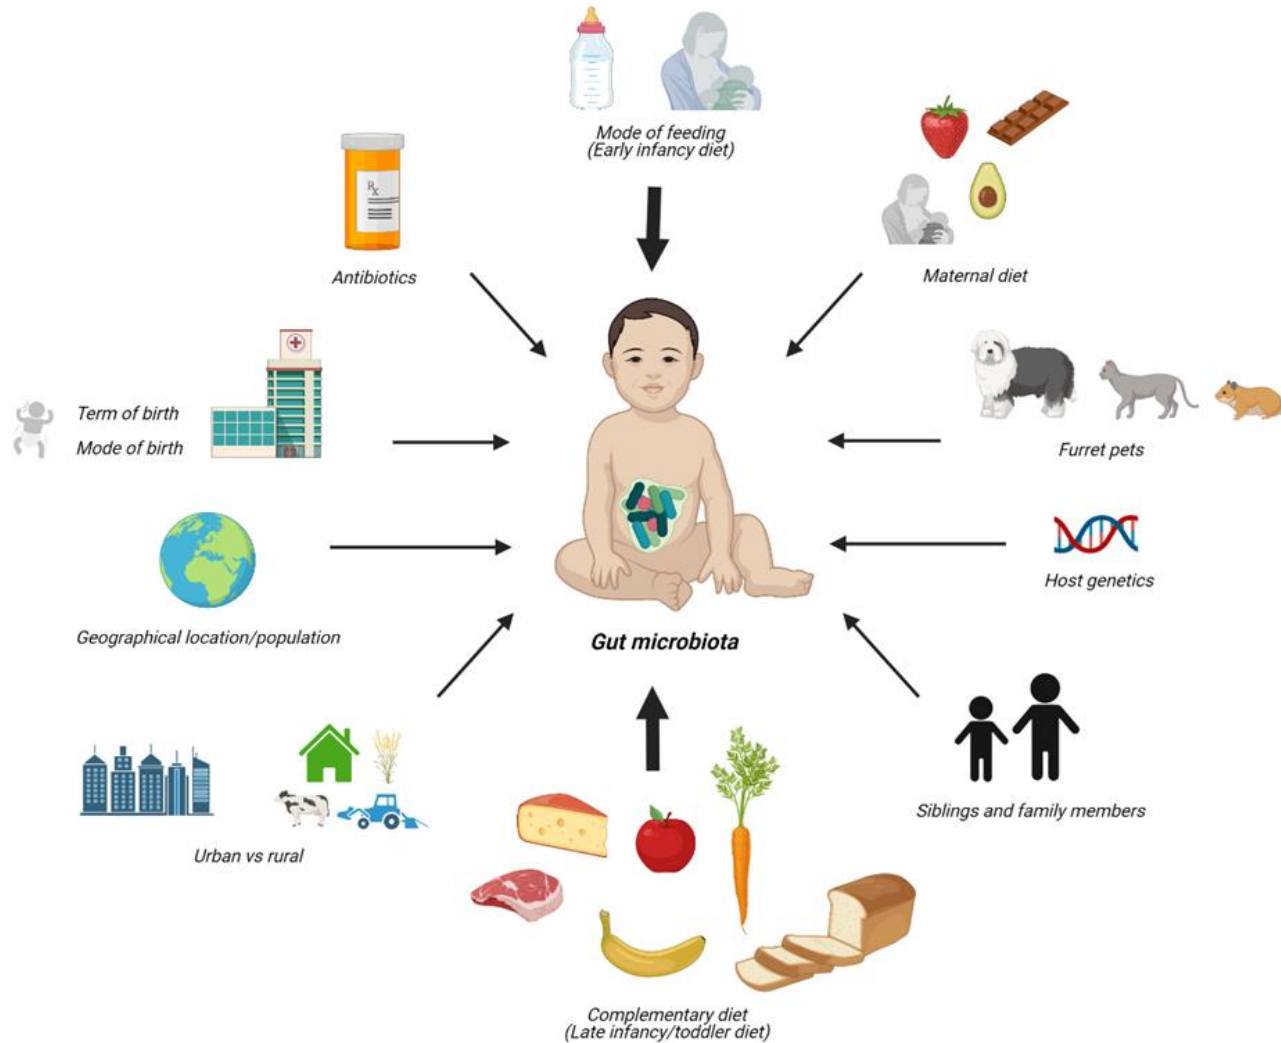 Mode of feeding
(Early infancy diet)
Rx
Antibiotics
Maternal diet
Term of birth
Mode of birth
Furret pets
Geographical location/population
Host genetics
Gut microbiota
Urban vs rural
Siblings and family members
Complementary diet
(Late infancy/toddler diet)